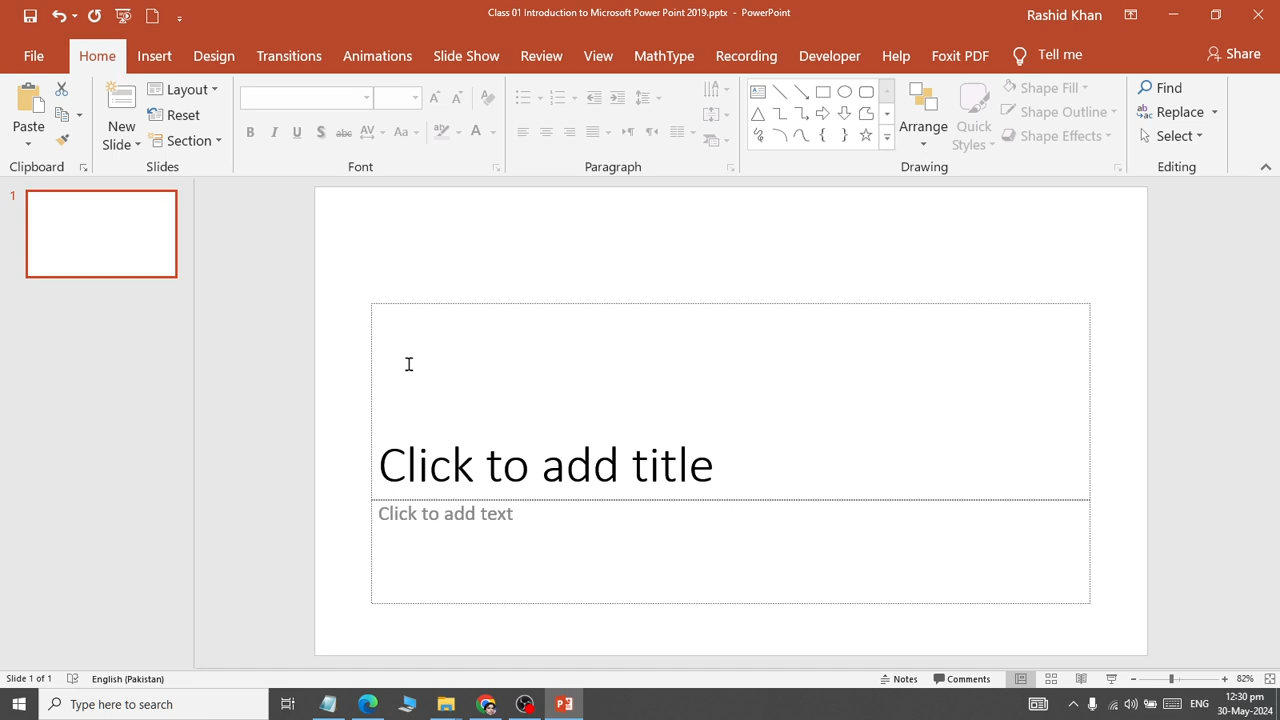 Class 01 Introduction to Microsoft Power Point 2019.pptx - PowerPoint
Rashid Khan
File Home Insert Design Transitions Animations Slide Show Review View MathType Recording Developer Help Foxit PDF Tell me Share
Paste
Clipboard
New Slide
Layout
Reset
Section
Slides
B I U S abc AV Aa A
Font
Paragraph
Arrange
Quick Styles
Shape Fill
Shape Outline
Shape Effects
Drawing
Find
Replace
Select
Editing
1
Click to add title
Click to add text
Slide 1 of 1 English (Pakistan) Notes Comments 82%
Type here to search
ENG
12:30 pm
30-May-2024